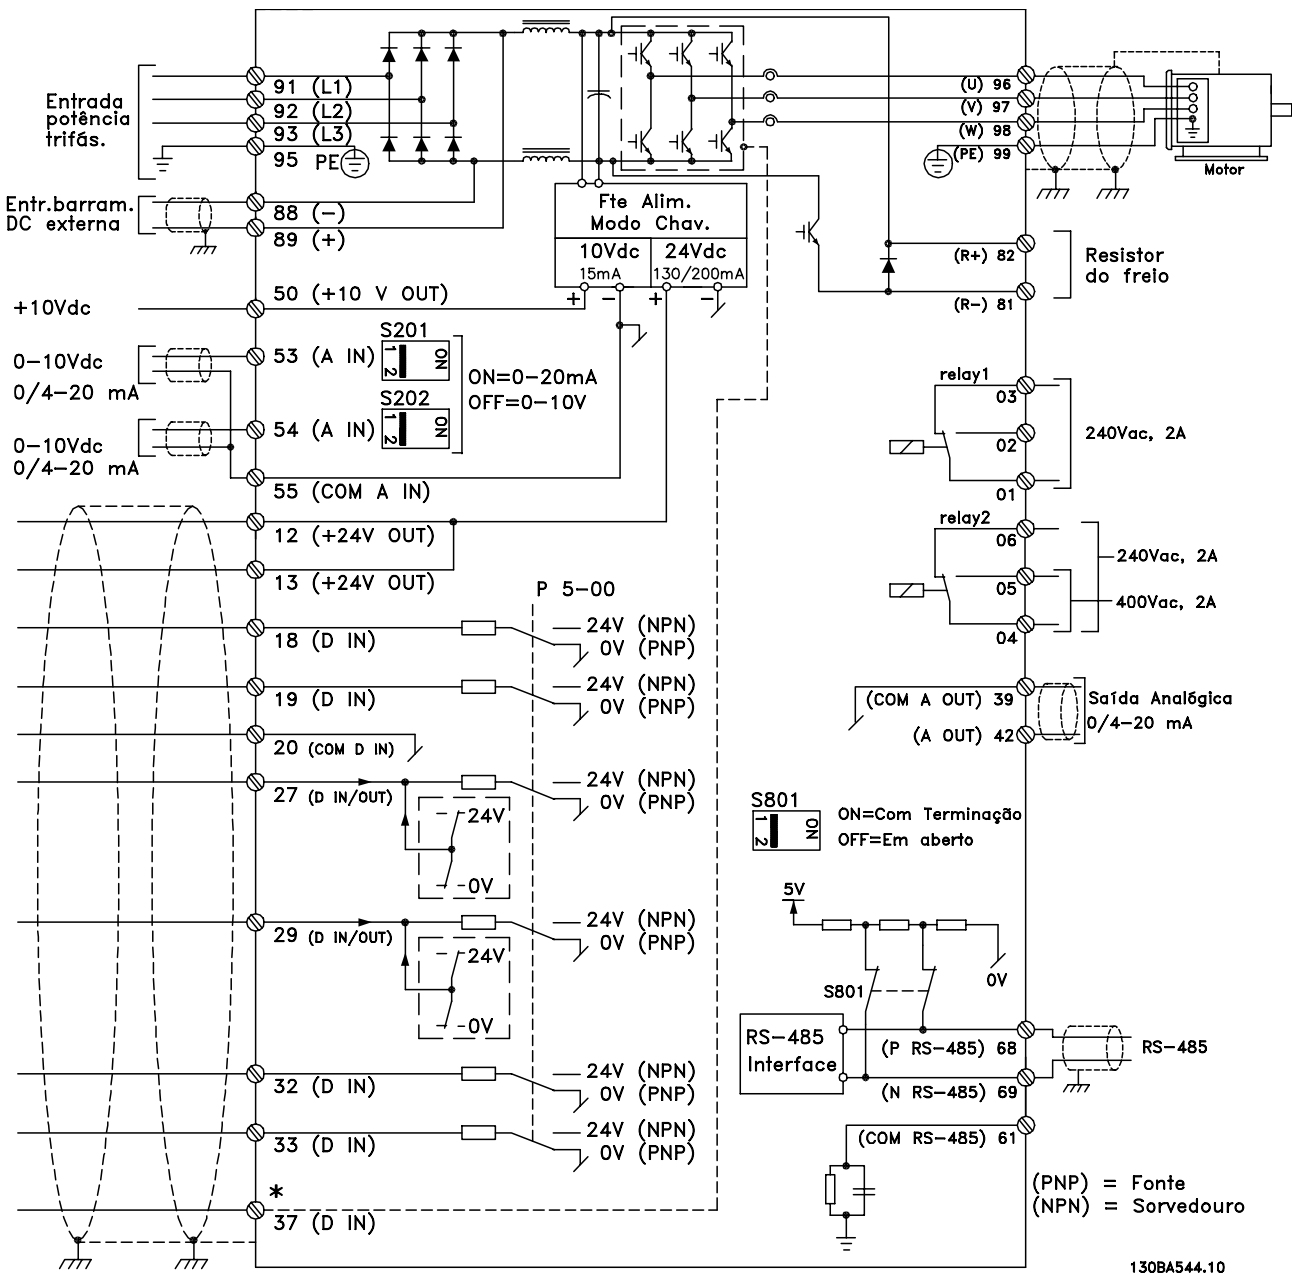 Entrada
potência
trifás.
91 (L1)
92 (L2)
93 (L3)
95 PE
Entr.barram.
DC externa
88 (−)
89 (+)
+10Vdc
50 (+10 V OUT)
0−10Vdc
0/4−20 mA
53 (A IN)
S201
1
2
ON
ON=0−20mA
OFF=0−10V
0−10Vdc
0/4−20 mA
54 (A IN)
S202
1
2
ON
55 (COM A IN)
12 (+24V OUT)
13 (+24V OUT)
P 5−00
18 (D IN)
24V (NPN)
0V (PNP)
19 (D IN)
24V (NPN)
0V (PNP)
20 (COM D IN)
27 (D IN/OUT)
24V (NPN)
0V (PNP)
24V
0V
29 (D IN/OUT)
24V (NPN)
0V (PNP)
24V
0V
32 (D IN)
24V (NPN)
0V (PNP)
33 (D IN)
24V (NPN)
0V (PNP)
*
37 (D IN)
Fte Alim.
Modo Chav.
10Vdc
15mA
24Vdc
130/200mA
+ − + −
(U) 96
(V) 97
(W) 98
(PE) 99
Motor
(R+) 82
(R−) 81
Resistor
do freio
relay1
03
02
01
240Vac, 2A
relay2
06
05
04
240Vac, 2A
400Vac, 2A
(COM A OUT) 39
(A OUT) 42
Saída Analógica
0/4−20 mA
S801
1
2
ON
ON=Com Terminação
OFF=Em aberto
5V
0V
S801
RS−485
Interface
(P RS−485) 68
(N RS−485) 69
RS−485
(COM RS−485) 61
(PNP) = Fonte
(NPN) = Sorvedouro
130BA544.10